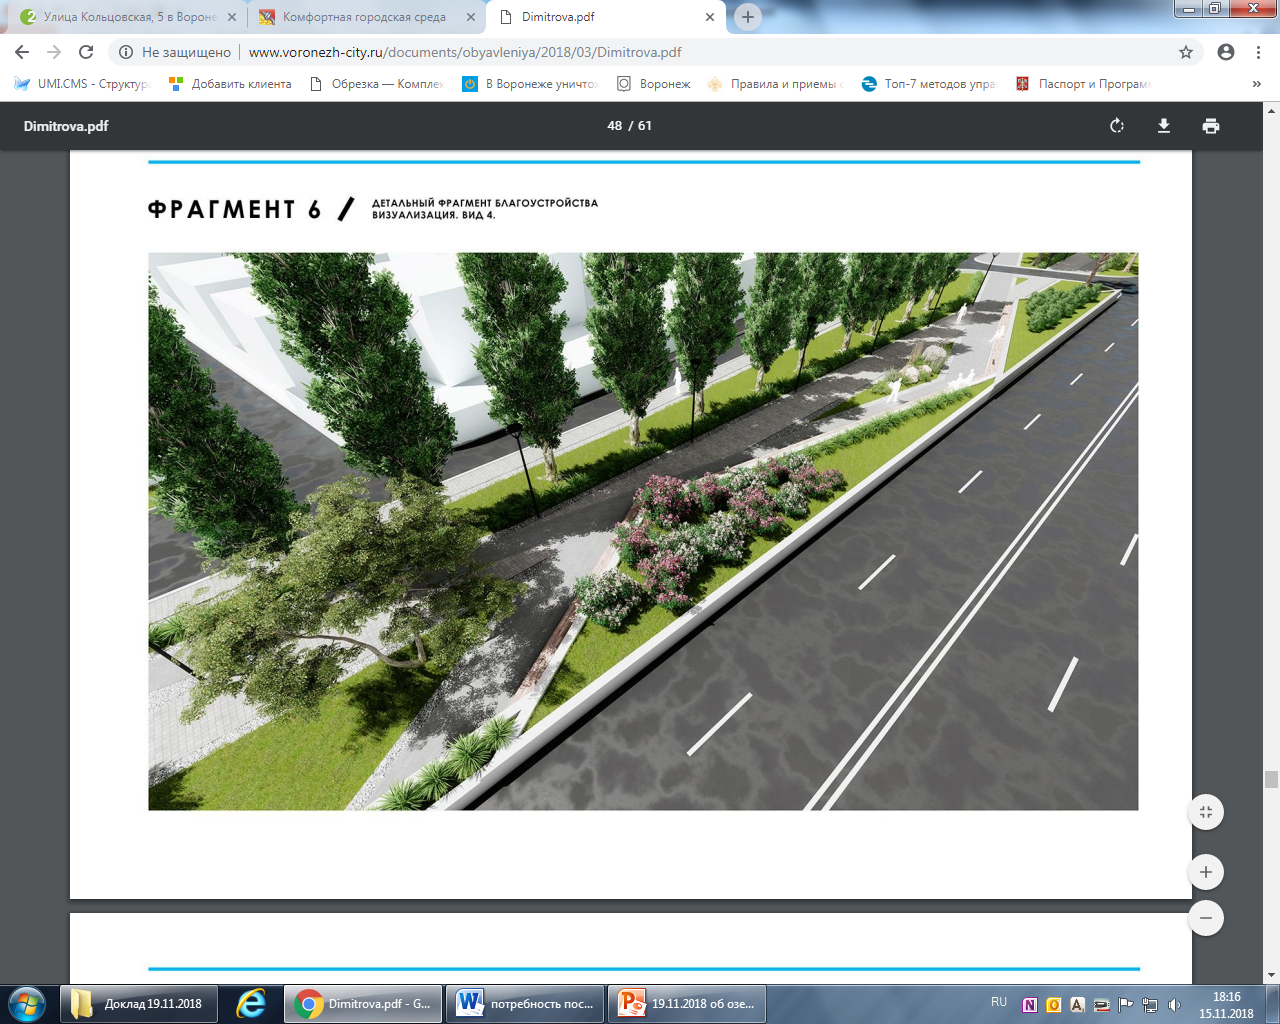 Улица Кольцовская, 5 в Вороне
Комфортная городская среда
Dimitrova.pdf
Не защищено
www.voronezh-city.ru/documents/obyavleniya/2018/03/Dimitrova.pdf
UMI.CMS - Структур
Добавить клиента
Обрезка — Комплек
В Воронеже уничтох
Воронеж
Правила и приемы с
Топ-7 методов упра
Паспорт и Програм
Dimitrova.pdf
48 / 61
ФРАГМЕНТ 6 /
ДЕТАЛЬНЫЙ ФРАГМЕНТ БЛАГОУСТРОЙСТВА
ВИЗУАЛИЗАЦИЯ. ВИД 4.
Доклад 19.11.2018
Dimitrova.pdf - G...
потребность пос...
19.11.2018 об озе...
RU
18:16
15.11.2018